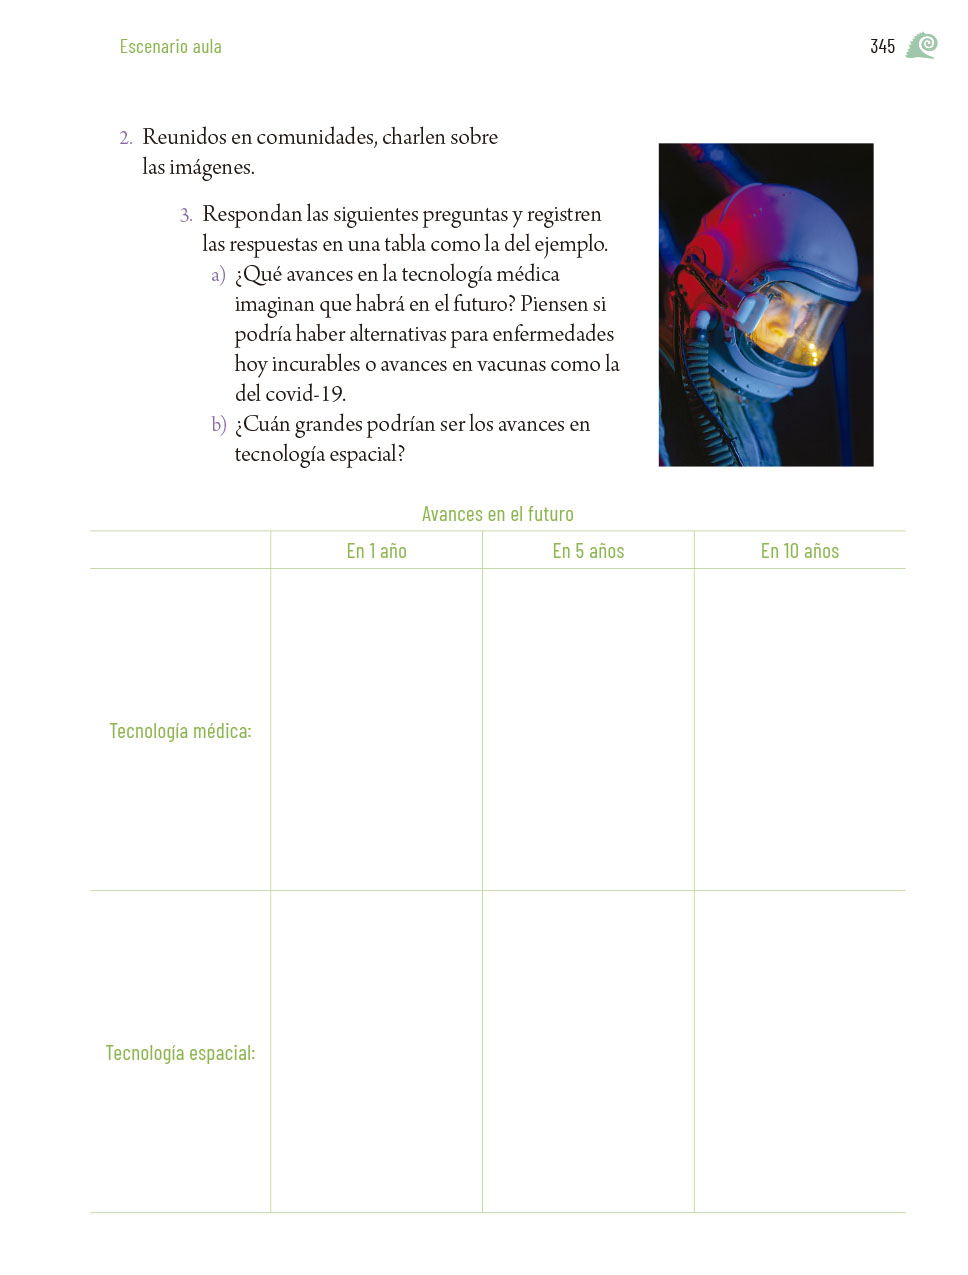 Escenario aula
345
2. Reunidos en comunidades, charlen sobre
las imágenes.
3. Respondan las siguientes preguntas y registren
las respuestas en una tabla como la del ejemplo.
a) ¿Qué avances en la tecnología médica
imaginan que habrá en el futuro? Piensen si
podría haber alternativas para enfermedades
hoy incurables o avances en vacunas como la
del covid-19.
b) ¿Cuán grandes podrían ser los avances en
tecnología espacial?
Avances en el futuro
En 1 año
En 5 años
En 10 años
Tecnología médica:
Tecnología espacial: